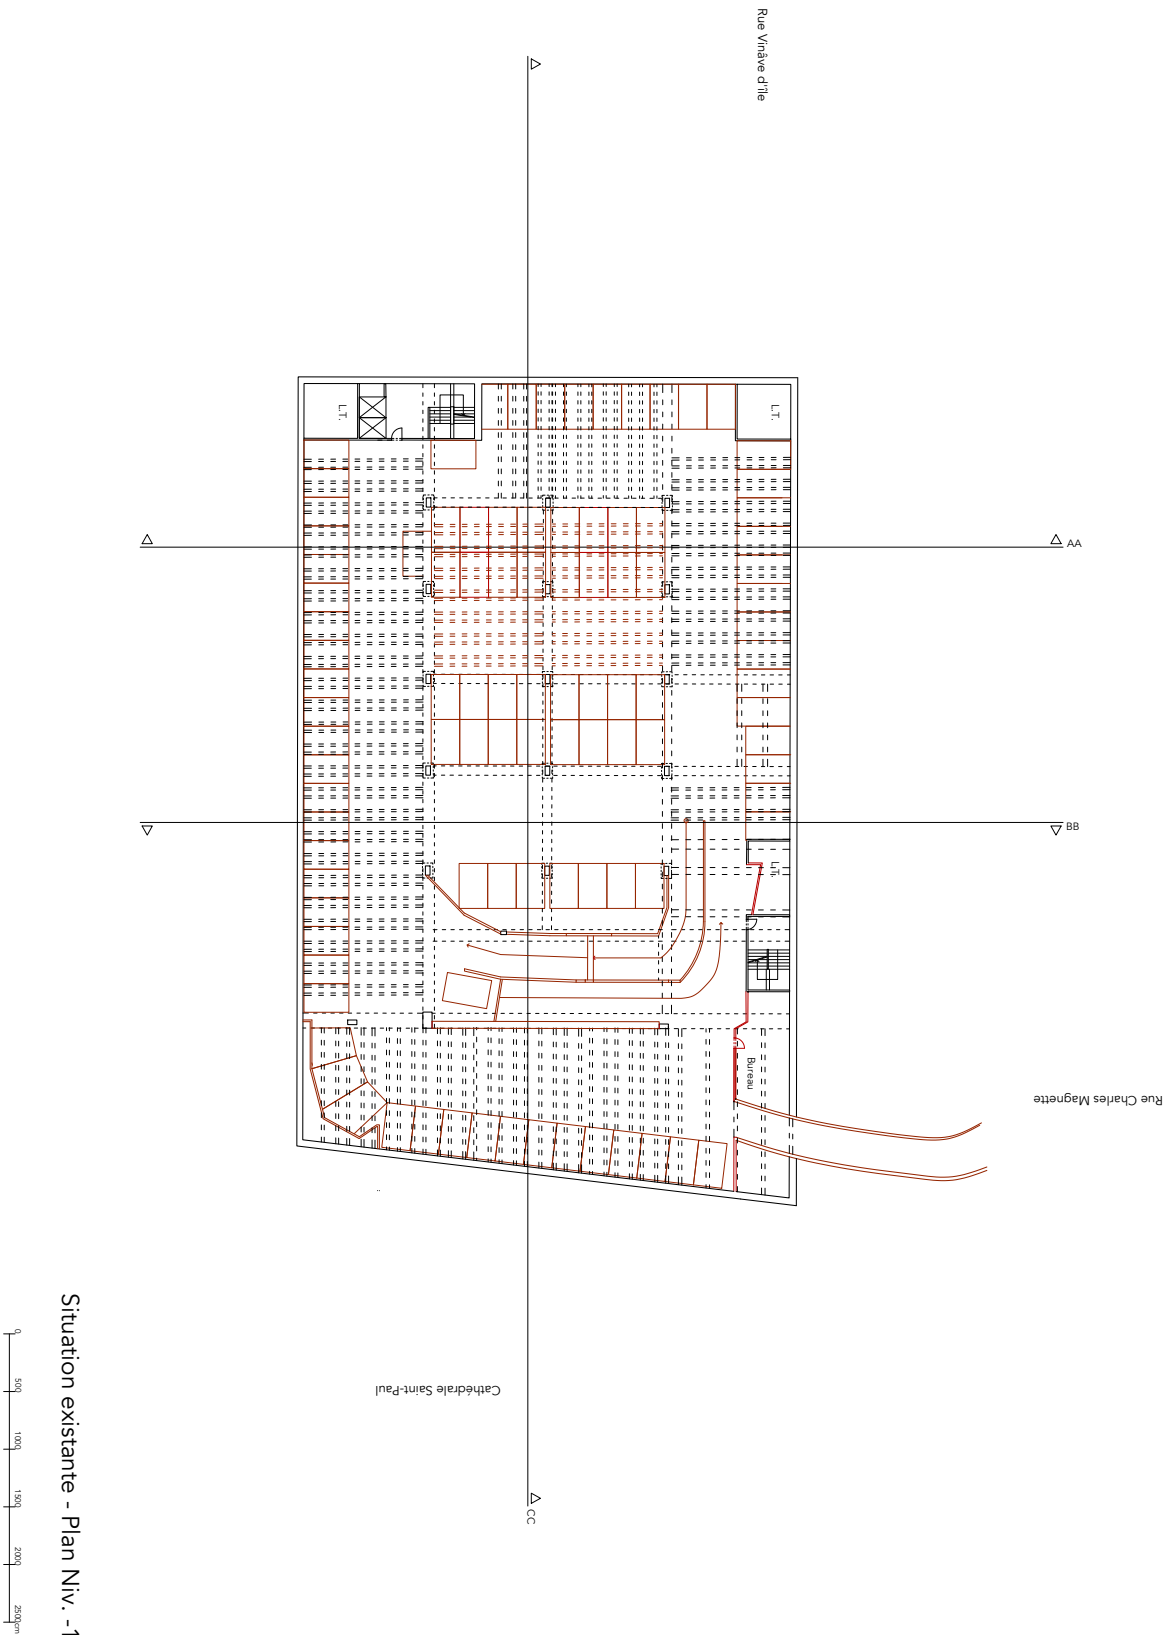 Rue Vinâve d'île
L.T.
L.T.
AA
BB
L.T.
Bureau
Rue Charles Magnette
Cathédrale Saint-Paul
CC
Situation existante - Plan Niv. -1
0 500 1000 1500 2000 2500cm